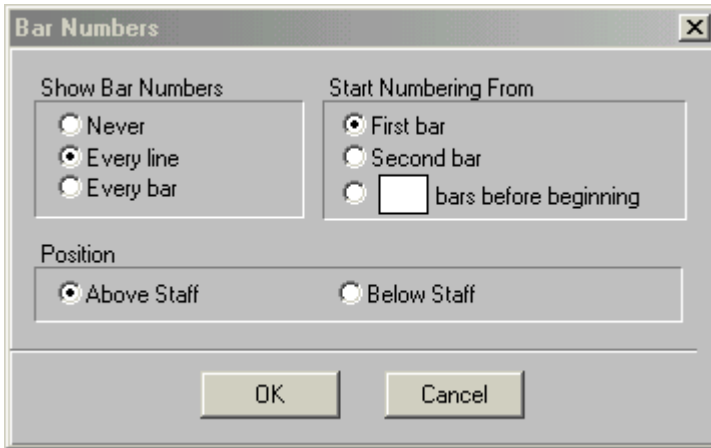 Bar Numbers
Show Bar Numbers
Never
Every line
Every bar
Start Numbering From
First bar
Second bar
bars before beginning
Position
Above Staff
Below Staff
OK
Cancel